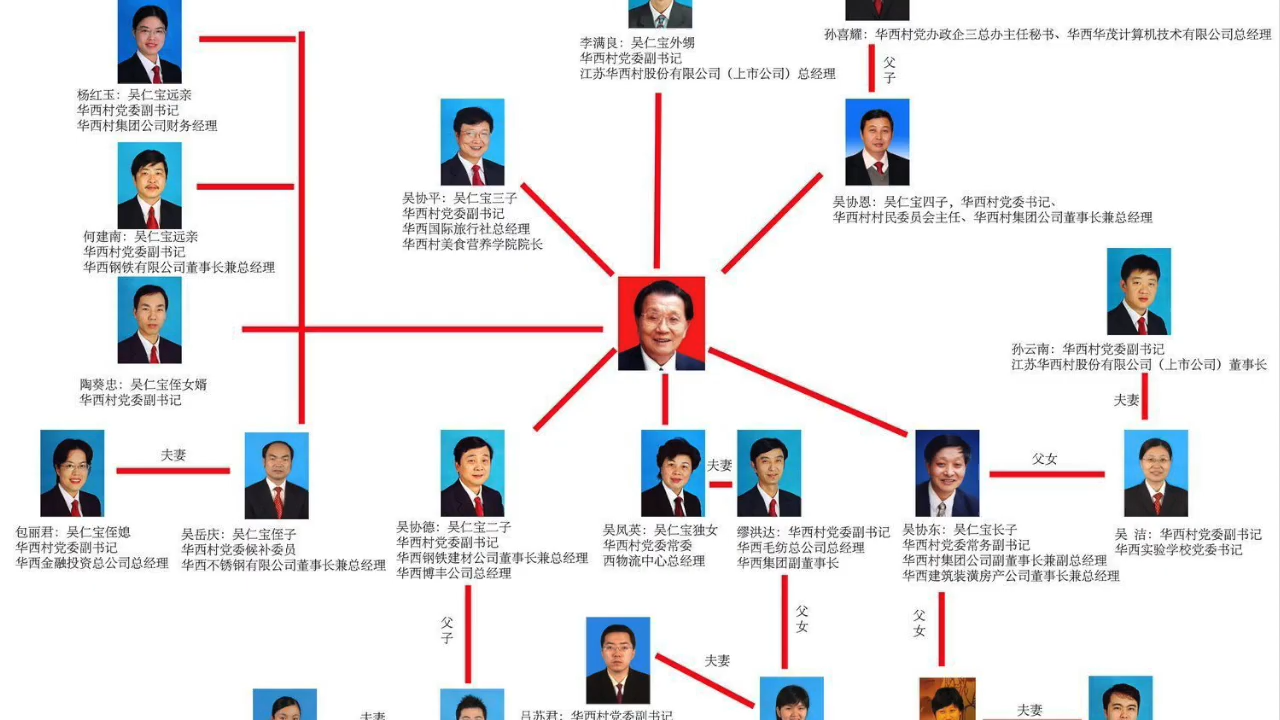 孙喜耀：华西村党办政企三总办主任秘书、华西华茂计算机技术有限公司总经理
父
子
李满良：吴仁宝外甥
华西村党委副书记
江苏华西村股份有限公司（上市公司）总经理
杨红玉：吴仁宝远亲
华西村党委副书记
华西村集团公司财务经理
吴协平：吴仁宝三子
华西村党委副书记
华西国际旅行社总经理
华西村美食营养学院院长
吴协恩：吴仁宝四子，华西村党委书记、
华西村村民委员会主任、华西村集团公司董事长兼总经理
何建南：吴仁宝远亲
华西村党委副书记
华西钢铁有限公司董事长兼总经理
孙云南：华西村党委副书记
江苏华西村股份有限公司（上市公司）董事长
夫妻
陶葵忠：吴仁宝侄女婿
华西村党委副书记
夫妻
夫妻
父女
包丽君：吴仁宝侄媳
华西村党委副书记
华西金融投资总公司总经理
吴岳庆：吴仁宝侄子
华西村党委候补委员
华西不锈钢有限公司董事长兼总经理
吴协德：吴仁宝二子
华西村党委副书记
华西钢铁建材公司董事长兼总经理
华西博丰公司总经理
吴凤英：吴仁宝独女
华西村党委常委
西物流中心总经理
缪洪达：华西村党委副书记
华西毛纺总公司总经理
华西集团副董事长
吴协东：吴仁宝长子
华西村党委常务副书记
华西村集团公司副董事长兼副总经理
华西建筑装潢房产公司董事长兼总经理
吴 洁：华西村党委副书记
华西实验学校党委书记
父
子
父
女
父
女
夫妻
夫妻
夫妻
吕苏君：华西村党委副书记